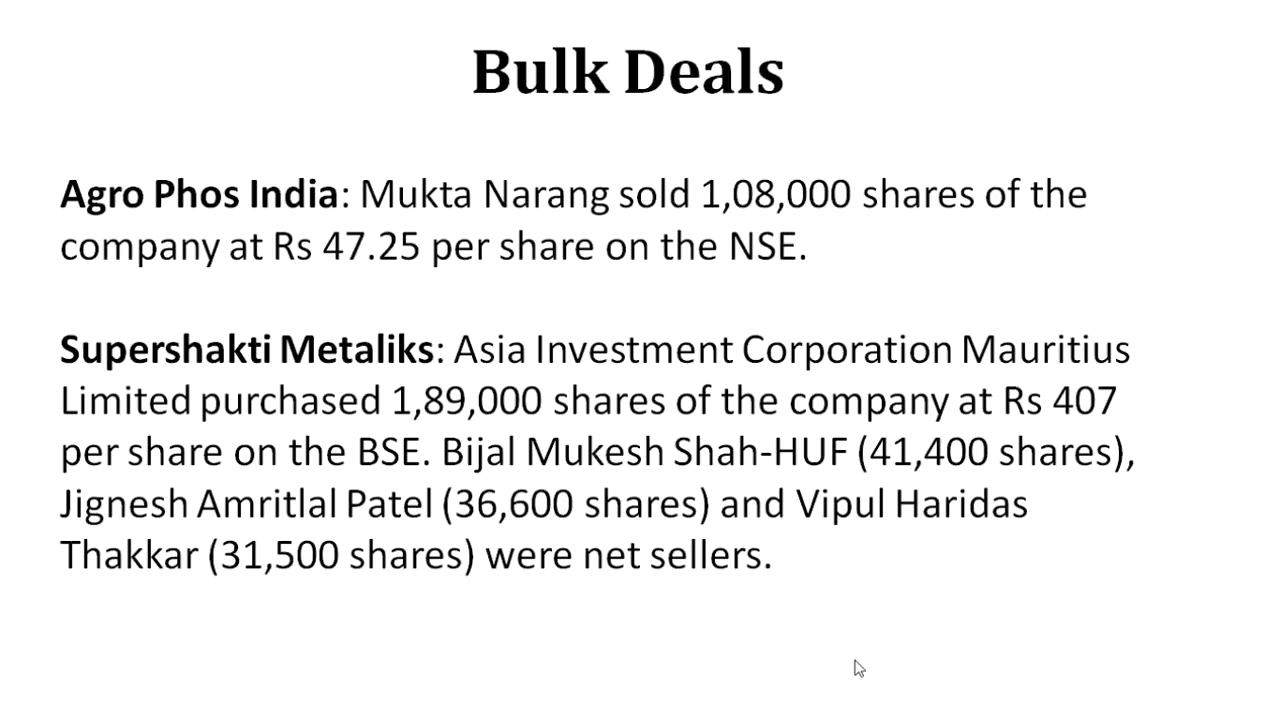 Bulk Deals
Agro Phos India: Mukta Narang sold 1,08,000 shares of the
company at Rs 47.25 per share on the NSE.
Supershakti Metaliks: Asia Investment Corporation Mauritius
Limited purchased 1,89,000 shares of the company at Rs 407
per share on the BSE. Bijal Mukesh Shah-HUF (41,400 shares),
Jignesh Amritlal Patel (36,600 shares) and Vipul Haridas
Thakkar (31,500 shares) were net sellers.